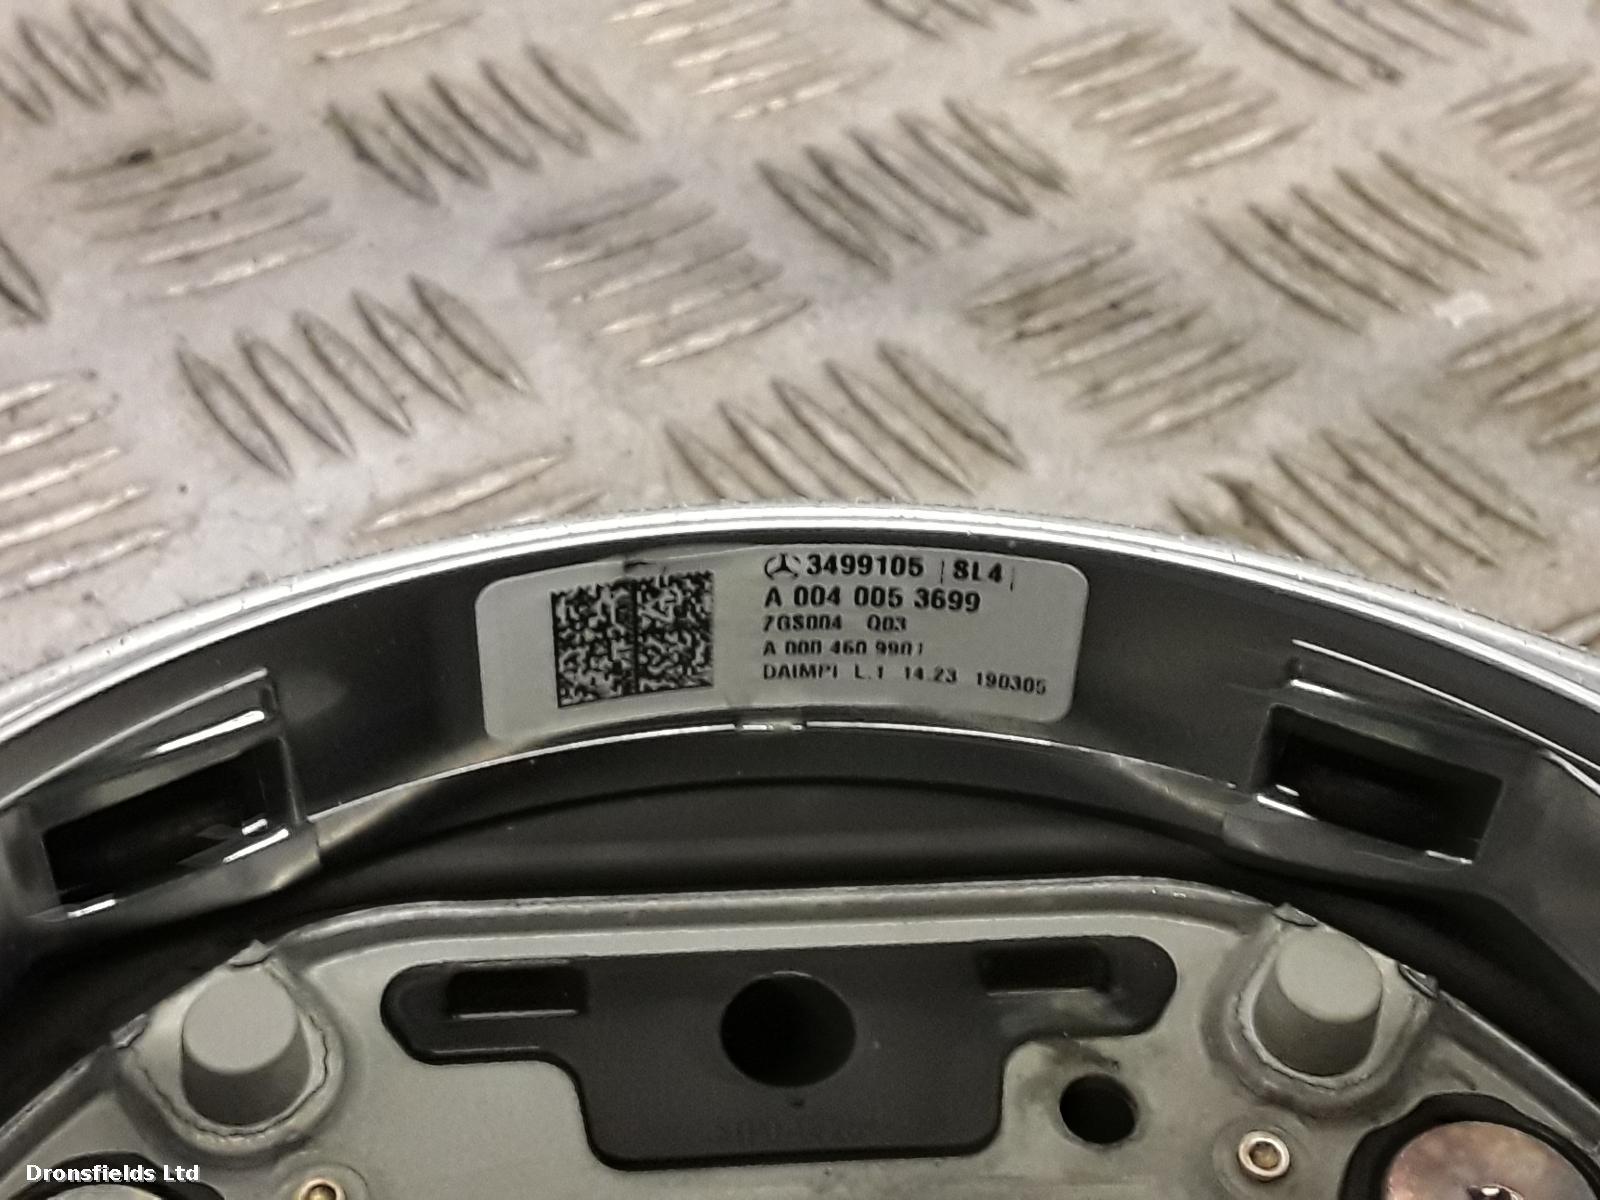 3499105 |SL4|
A 004 005 3699
7GS004 Q03
A 000 460 9901
DAIMPI L.1 14.23 190305
Dronsfields Ltd